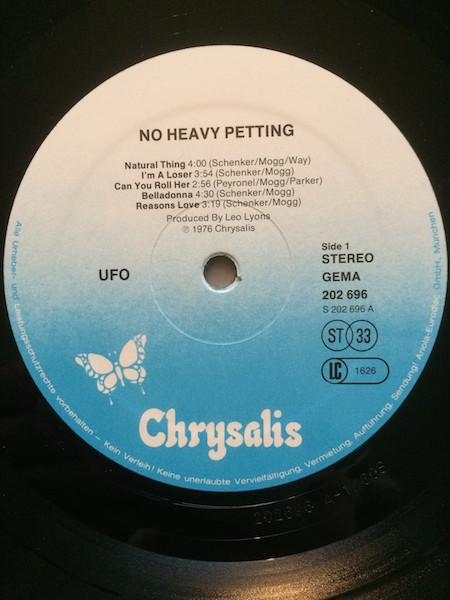 NO HEAVY PETTING
Natural Thing 4:00 (Schenker/Mogg/Way)
I'm A Loser 3:54 (Schenker/Mogg)
Can You Roll Her 2:56 (Peyronel/Mogg/Parker)
Belladonna 4:30 (Schenker/Mogg)
Reasons Love 3:19 (Schenker/Mogg)
Produced By Leo Lyons
℗ 1976 Chrysalis
UFO
Side 1
STEREO
GEMA
202 696
S 202 696 A
ST 33
LC 1626
Chrysalis
Alle Urheber- und Leistungsschutzrechte vorbehalten – Kein Verleih! Keine unerlaubte Vervielfältigung, Vermietung, Aufführung, Sendung! Ariola-Eurodisc GmbH, München